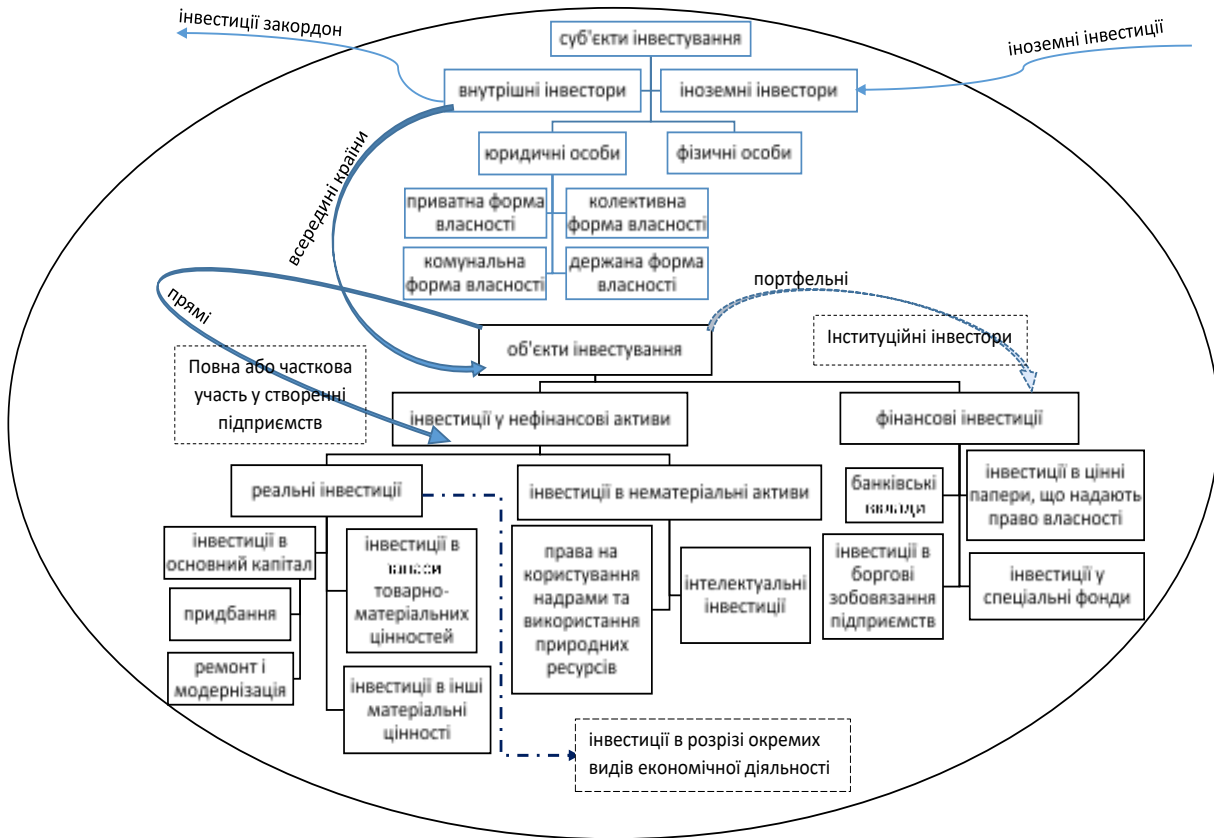 інвестиції закордон
суб'єкти інвестування
іноземні інвестиції
внутрішні інвестори
іноземні інвестори
юридичні особи
фізичні особи
всередині країни
приватна форма
власності
колективна
форма власності
комунальна
форма власності
держана форма
власності
прямі
портфельні
об'єкти інвестування
Інституційні інвестори
Повна або часткова
участь у створенні
підприємств
інвестиції у нефінансові активи
фінансові інвестиції
реальні інвестиції
інвестиції в нематеріальні активи
банківські
вклади
інвестиції в цінні
папери, що надають
право власності
інвестиції в
основний капітал
інвестиції в
запаси
товарно-
матеріальних
цінностей
права на
користування
надрами та
використання
природних
ресурсів
інтелектуальні
інвестиції
інвестиції в
боргові
зобовязання
підприємств
інвестиції у
спеціальні фонди
придбання
ремонт і
модернізація
інвестиції в інші
матеріальні
цінності
інвестиції в розрізі окремих
видів економічної діяльності